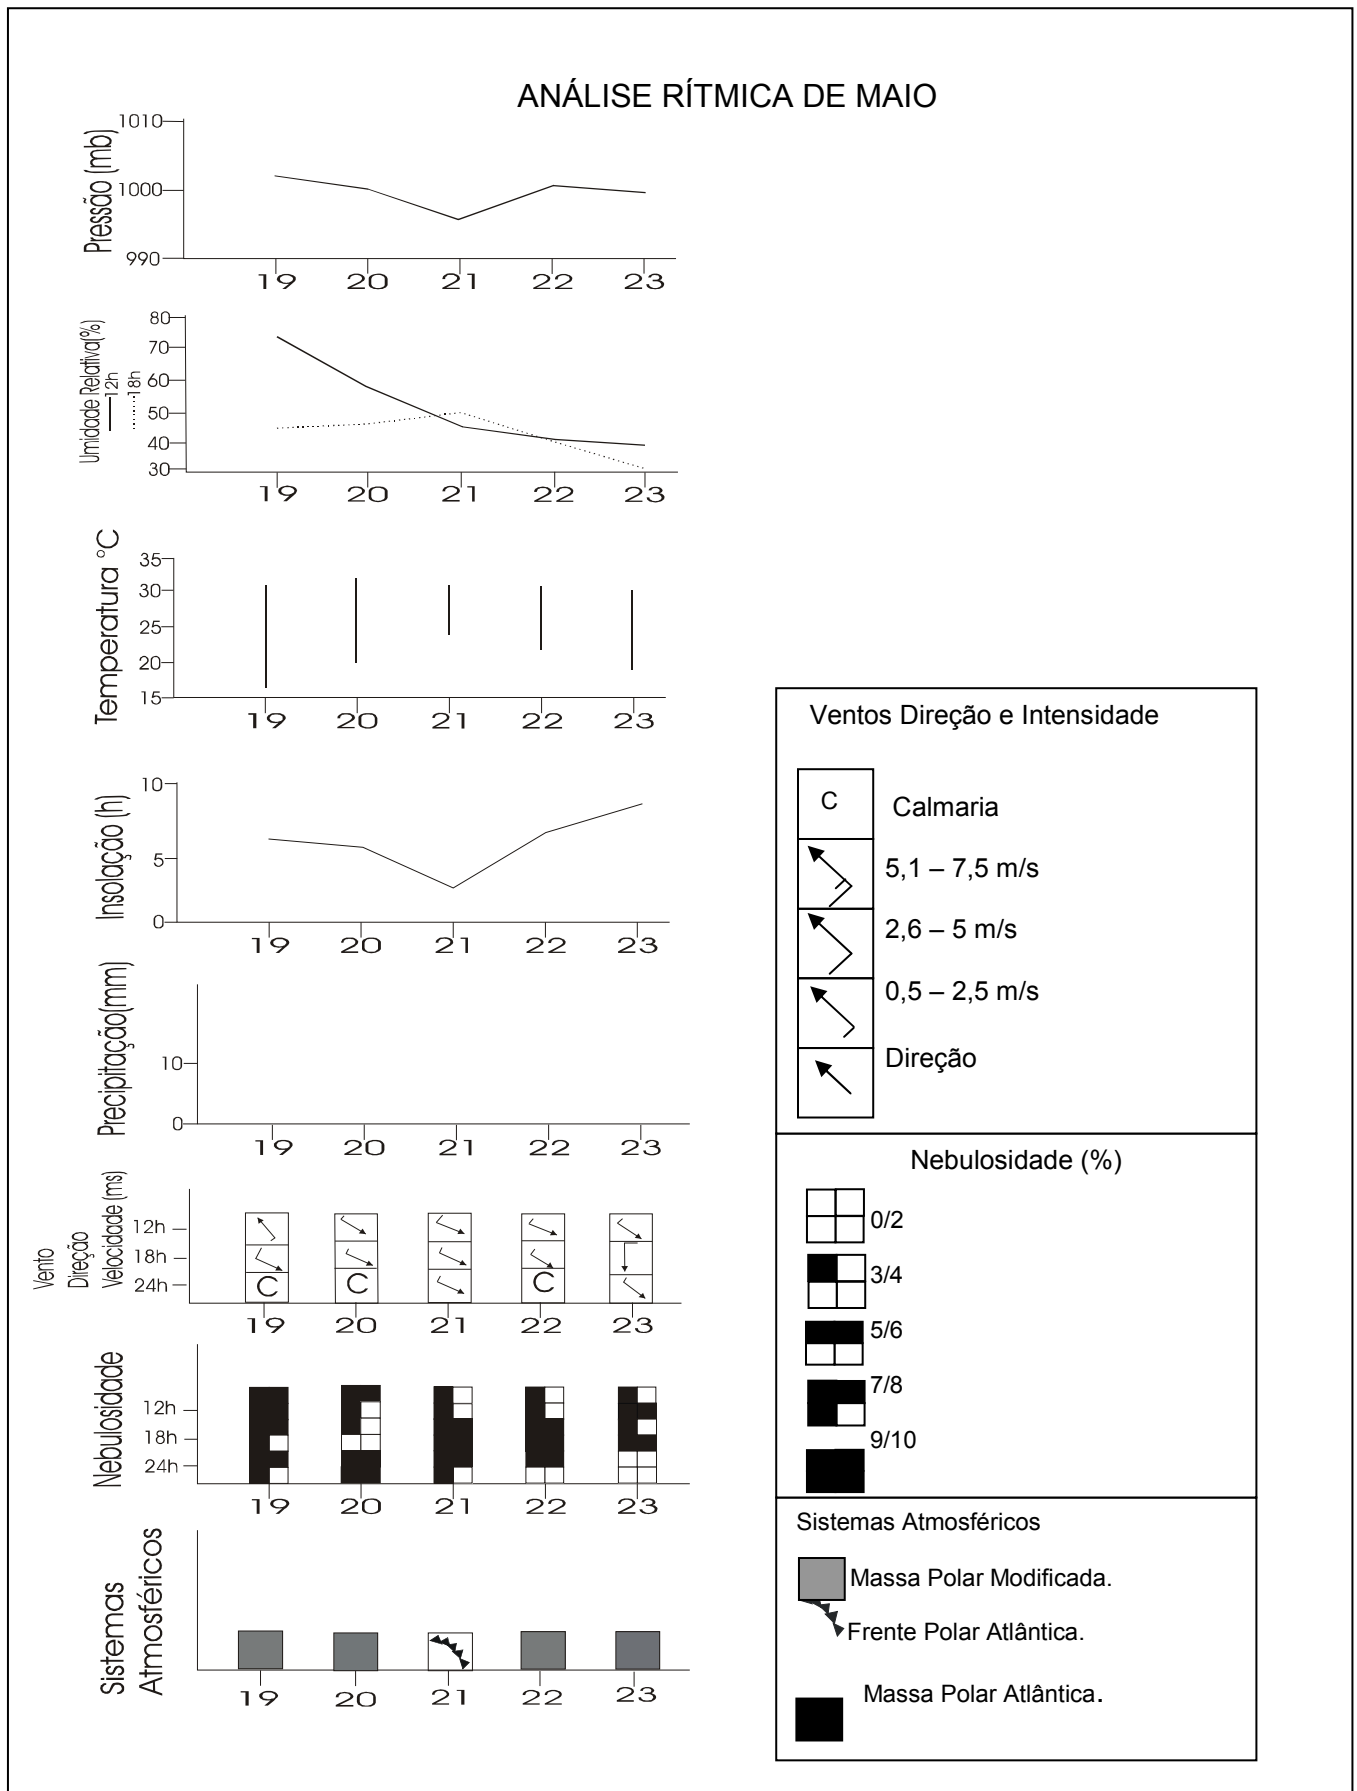 ANÁLISE RÍTMICA DE MAIO
Pressão (mb)
1010
1000
990
19 20 21 22 23
Umidade Relativa(%)
12h
18h
80
70
60
50
40
30
19 20 21 22 23
Temperatura °C
35
30
25
20
15
19 20 21 22 23
Insolação (h)
10
5
0
19 20 21 22 23
Precipitação(mm)
10
0
19 20 21 22 23
Vento
Direção
Velocidade (ms)
12h
18h
24h
C C C
19 20 21 22 23
Nebulosidade
12h
18h
24h
19 20 21 22 23
Sistemas
Atmosféricos
19 20 21 22 23
Ventos Direção e Intensidade
C Calmaria
5,1 – 7,5 m/s
2,6 – 5 m/s
0,5 – 2,5 m/s
Direção
Nebulosidade (%)
0/2
3/4
5/6
7/8
9/10
Sistemas Atmosféricos
Massa Polar Modificada.
Frente Polar Atlântica.
Massa Polar Atlântica.